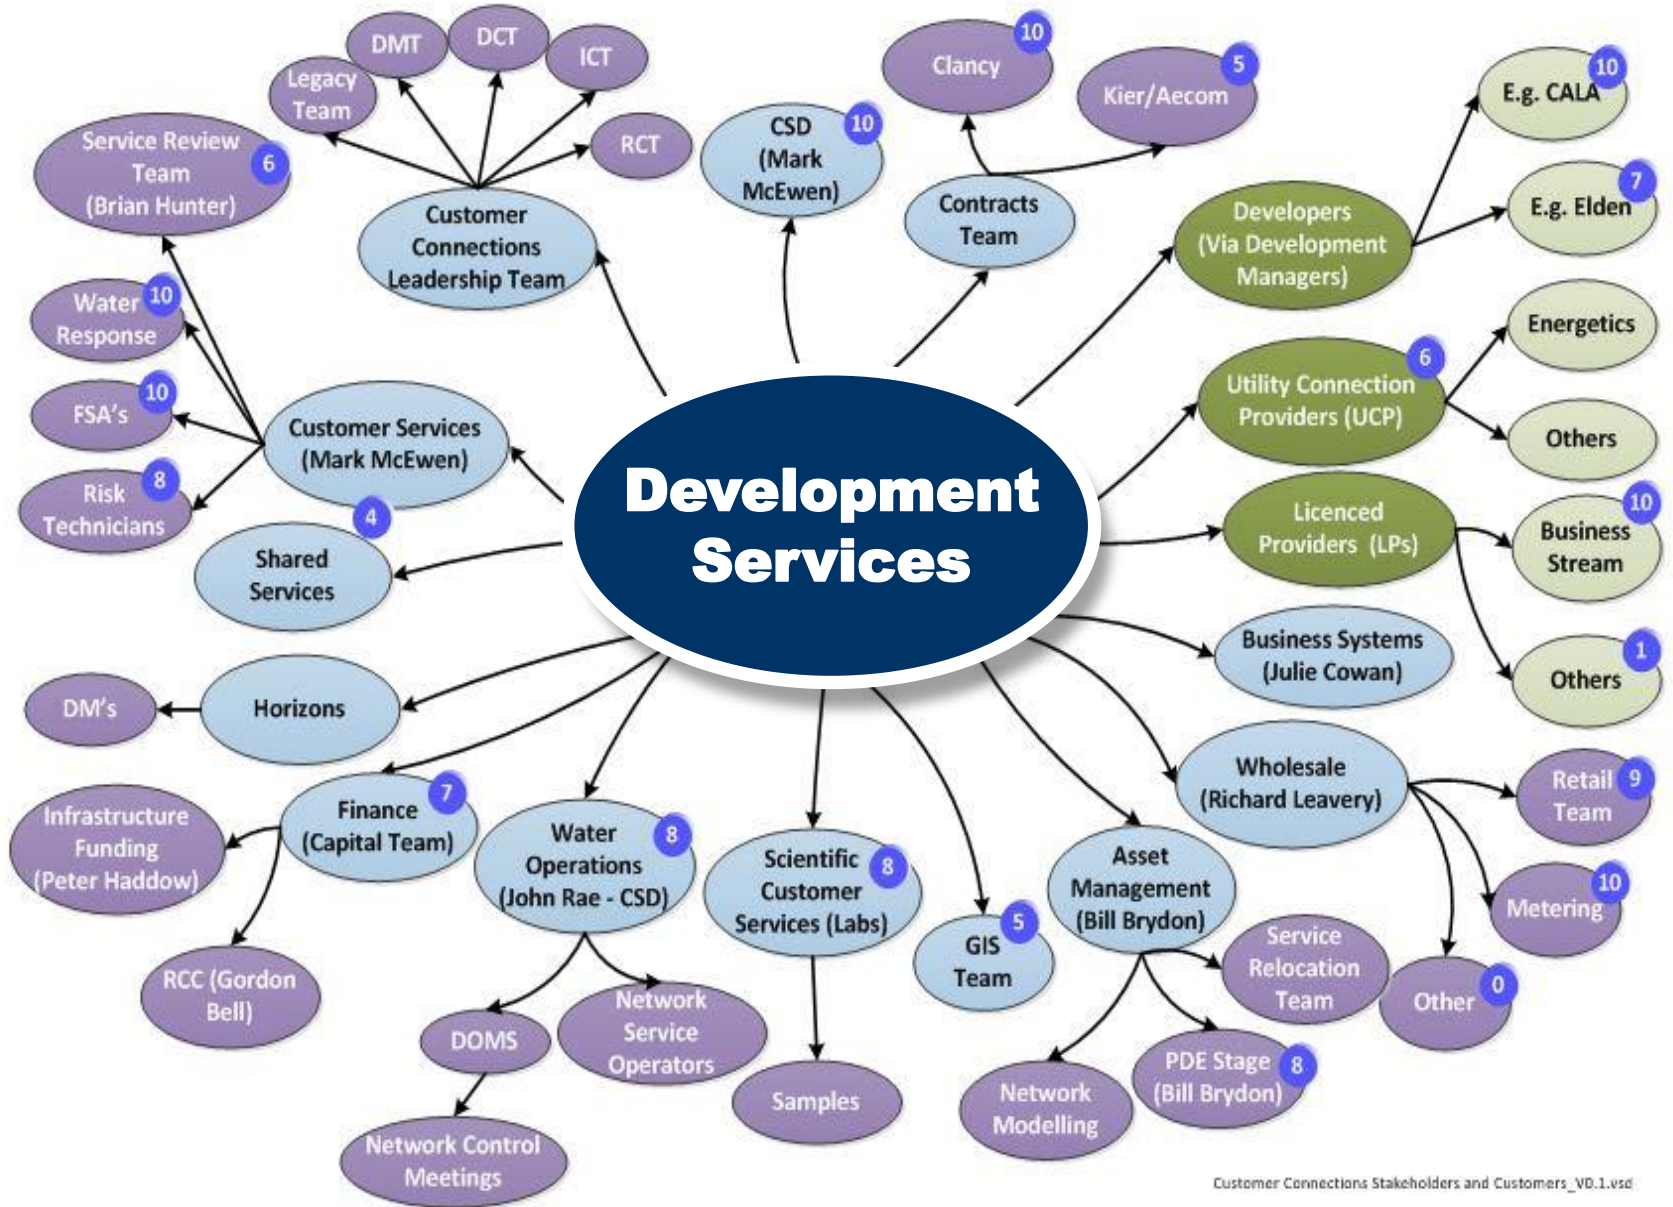 DMT
DCT
ICT
Legacy
Team
RCT
Clancy
10
Kier/Aecom
5
CSD
(Mark
McEwen)
10
Contracts
Team
E.g. CALA
10
E.g. Elden
7
Developers
(Via Development
Managers)
Service Review
Team
(Brian Hunter)
6
Customer
Connections
Leadership Team
Water
Response
10
FSA's
10
Risk
Technicians
8
Customer Services
(Mark McEwen)
Shared
Services
4
Development
Services
Utility Connection
Providers (UCP)
6
Energetics
Others
Licenced
Providers (LPs)
Business
Stream
10
Others
1
Business Systems
(Julie Cowan)
Wholesale
(Richard Leavery)
Retail
Team
9
Metering
10
Other
0
DM's
Horizons
Finance
(Capital Team)
7
Infrastructure
Funding
(Peter Haddow)
RCC (Gordon
Bell)
Water
Operations
(John Rae - CSD)
8
DOMS
Network
Service
Operators
Network Control
Meetings
Scientific
Customer
Services (Labs)
8
Samples
GIS
Team
5
Asset
Management
(Bill Brydon)
Service
Relocation
Team
Network
Modelling
PDE Stage
(Bill Brydon)
8
Customer Connections Stakeholders and Customers_V0.1.vsd